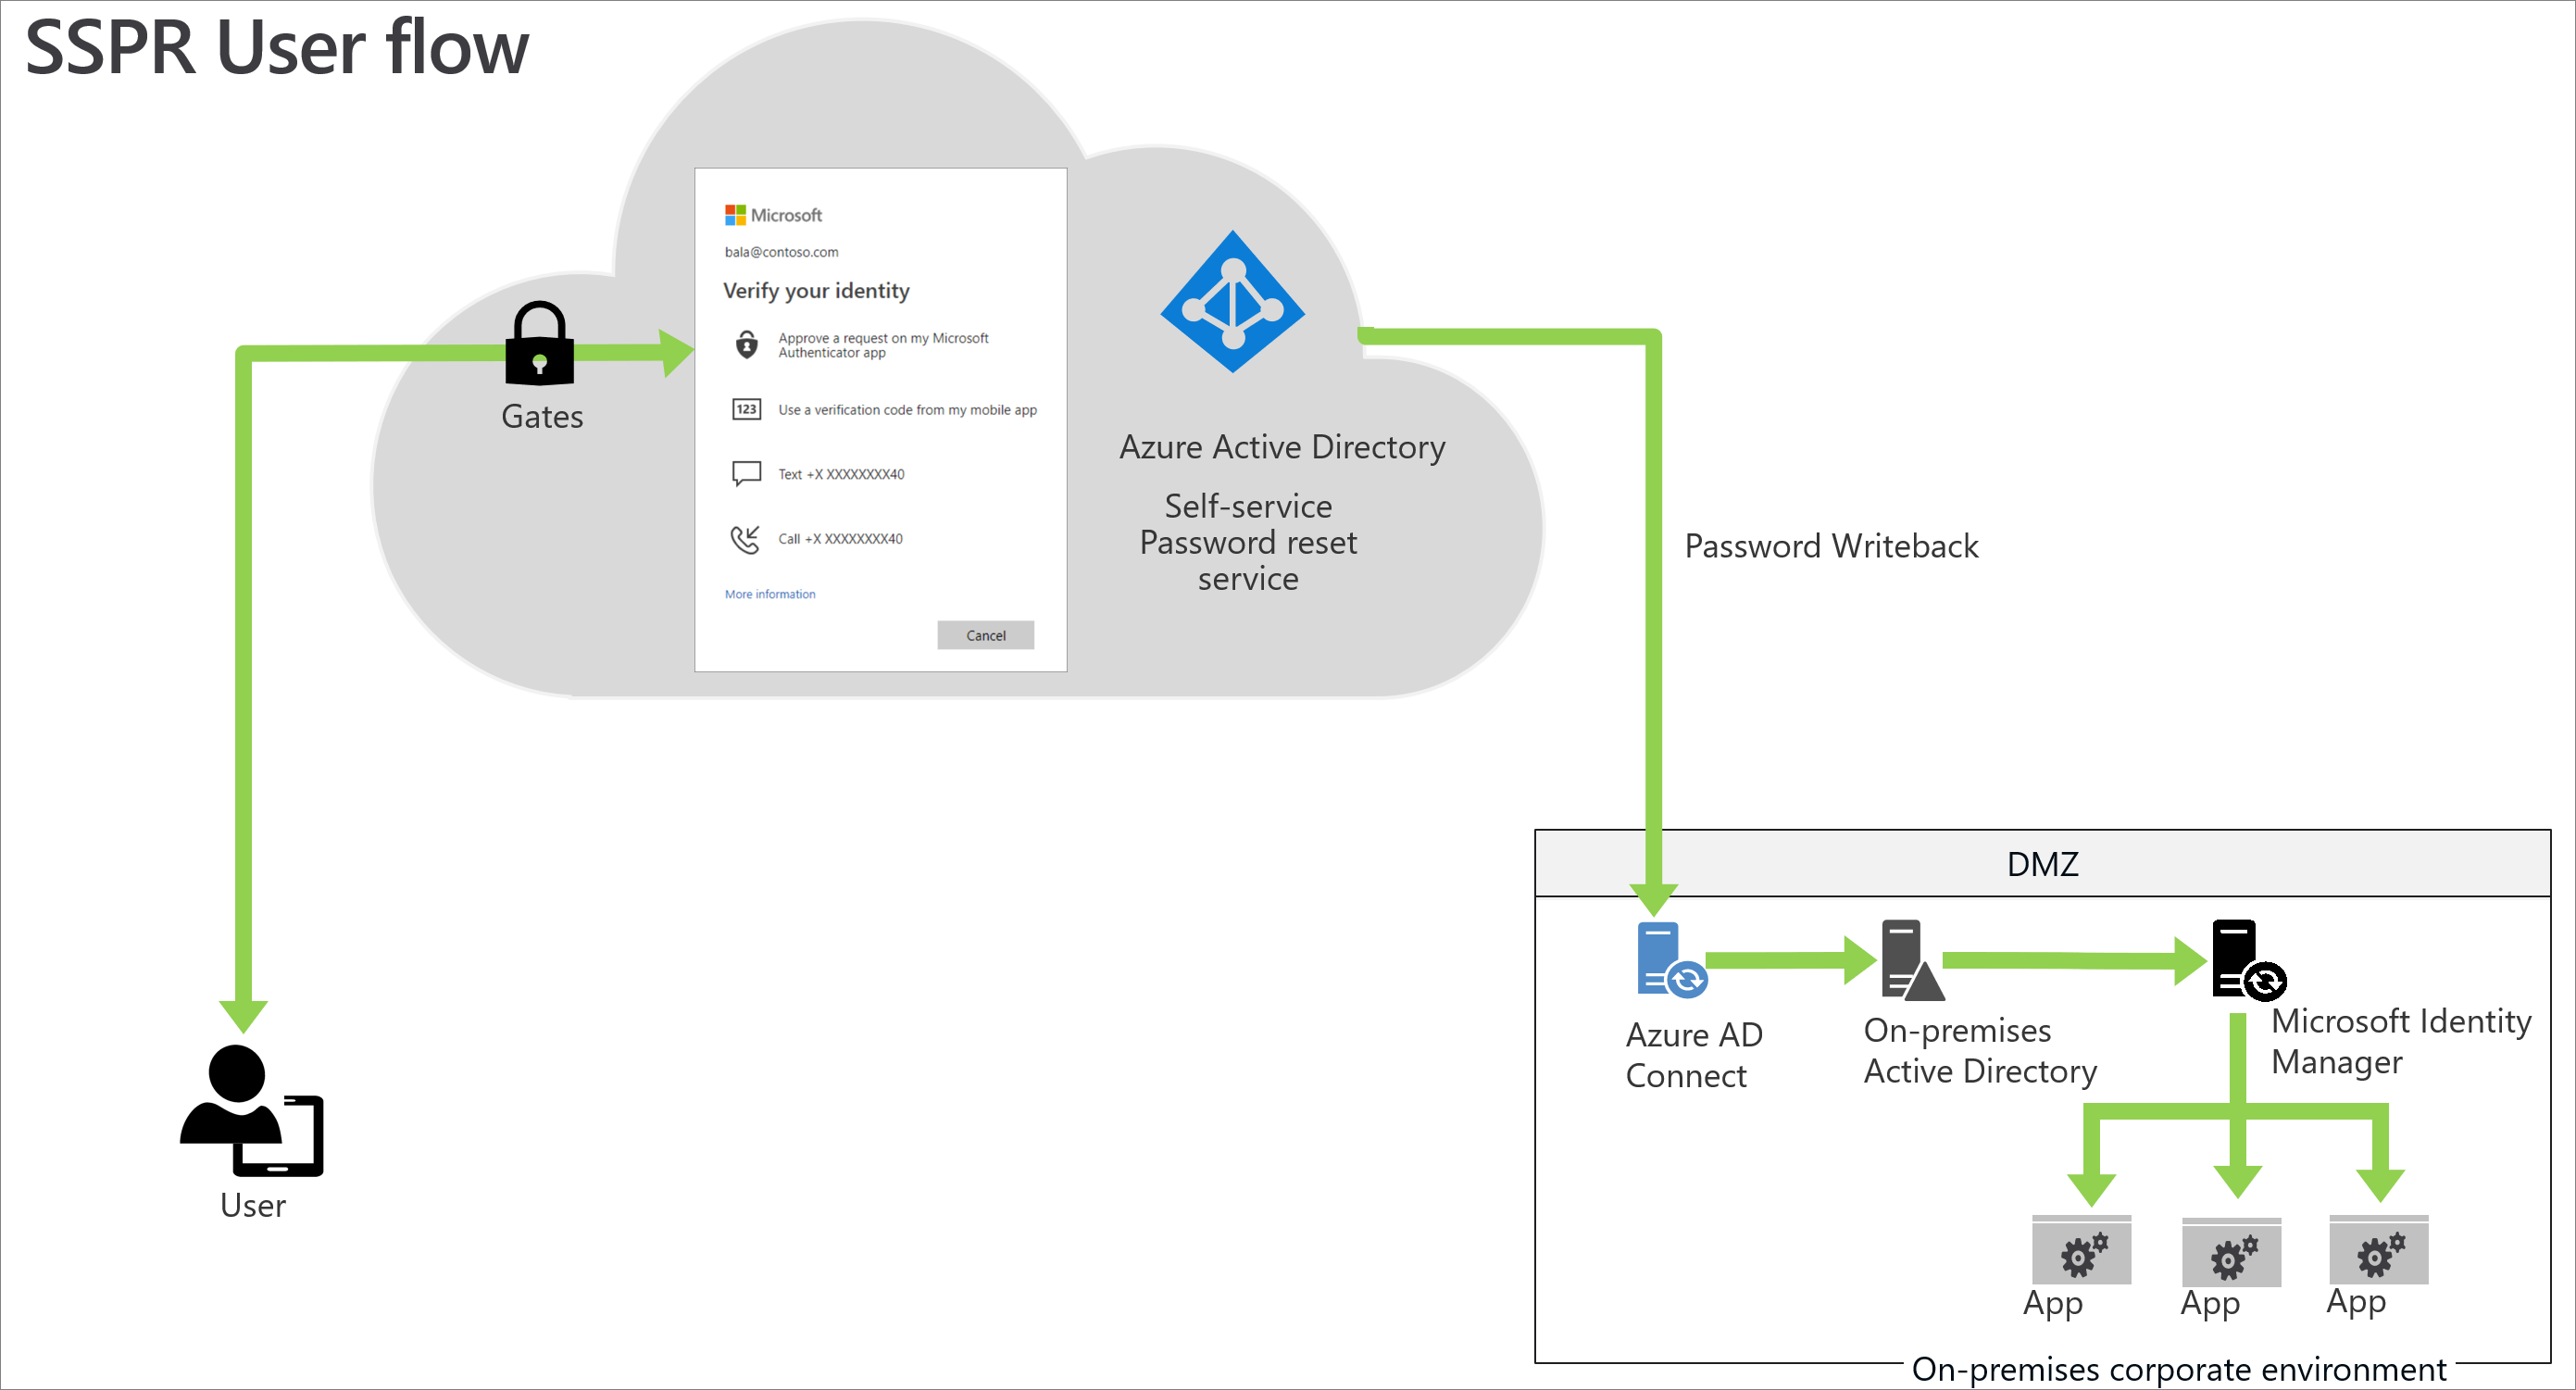 SSPR User flow
Microsoft
bala@contoso.com
Verify your identity
Approve a request on my Microsoft
Authenticator app
123
Use a verification code from my mobile app
Text +X XXXXXXXX40
Call +X XXXXXXXX40
More information
Cancel
Gates
Azure Active Directory
Self-service
Password reset
service
Password Writeback
User
DMZ
Azure AD
Connect
On-premises
Active Directory
Microsoft Identity
Manager
App
App
App
On-premises corporate environment